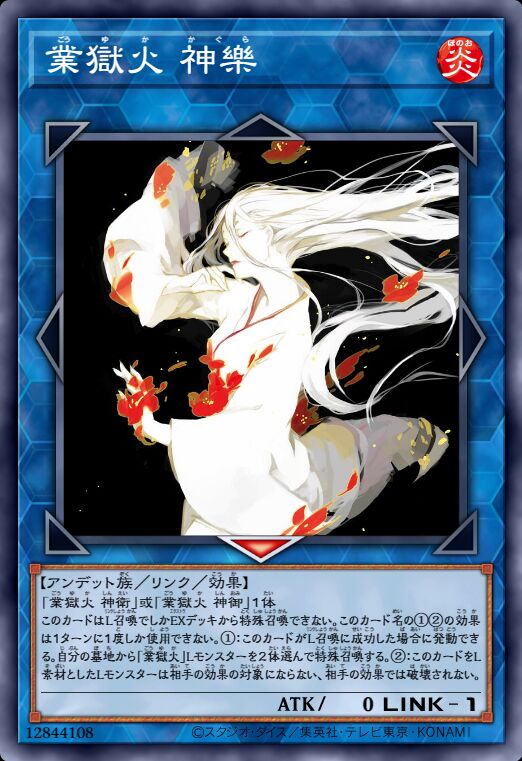 業獄火 神樂
炎
【アンデット族／リンク／効果】
「業獄火 神衛」或「業獄火 神御」1体
このカードはL召喚でしかEXデッキから特殊召喚できない。このカード名の①②の効果
は1ターンに1度しか使用できない。①:このカードがL召喚に成功した場合に発動でき
る。自分の墓地から「業獄火」Lモンスターを2体選んで特殊召喚する。②:このカードをL
素材としたLモンスターは相手の効果の対象にならない、相手の効果では破壊されない。
ATK/ 0 LINK-1
12844108 ©スタジオ・ダイス/集英社・テレビ東京・KONAMI